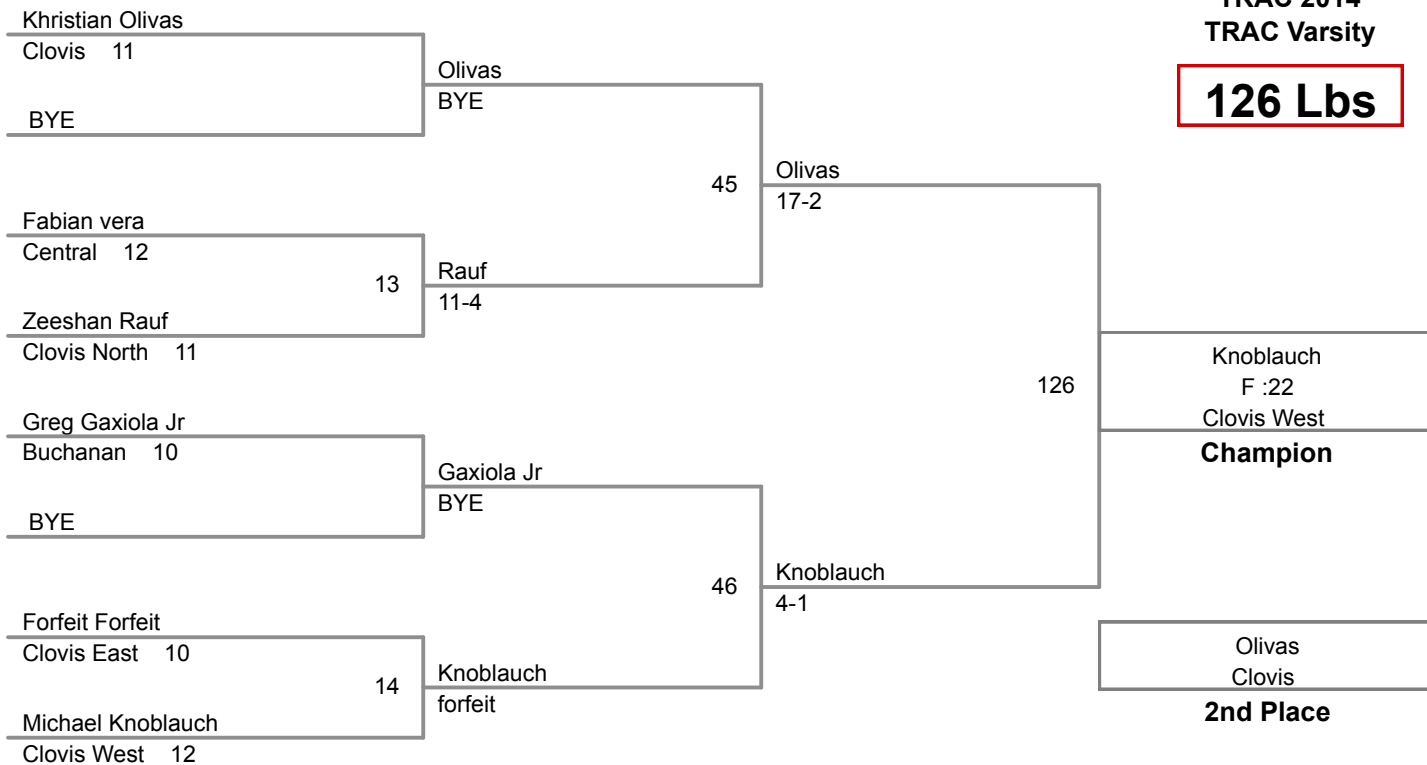 TRAC 2014
TRAC Varsity
126 Lbs
Khristian Olivas
Clovis 11
BYE
Olivas
BYE
Fabian vera
Central 12
13
Zeeshan Rauf
Clovis North 11
Rauf
11-4
45
Olivas
17-2
Greg Gaxiola Jr
Buchanan 10
BYE
Gaxiola Jr
BYE
Forfeit Forfeit
Clovis East 10
14
Michael Knoblauch
Clovis West 12
Knoblauch
forfeit
46
Knoblauch
4-1
126
Knoblauch
F :22
Clovis West
Champion
Olivas
Clovis
2nd Place